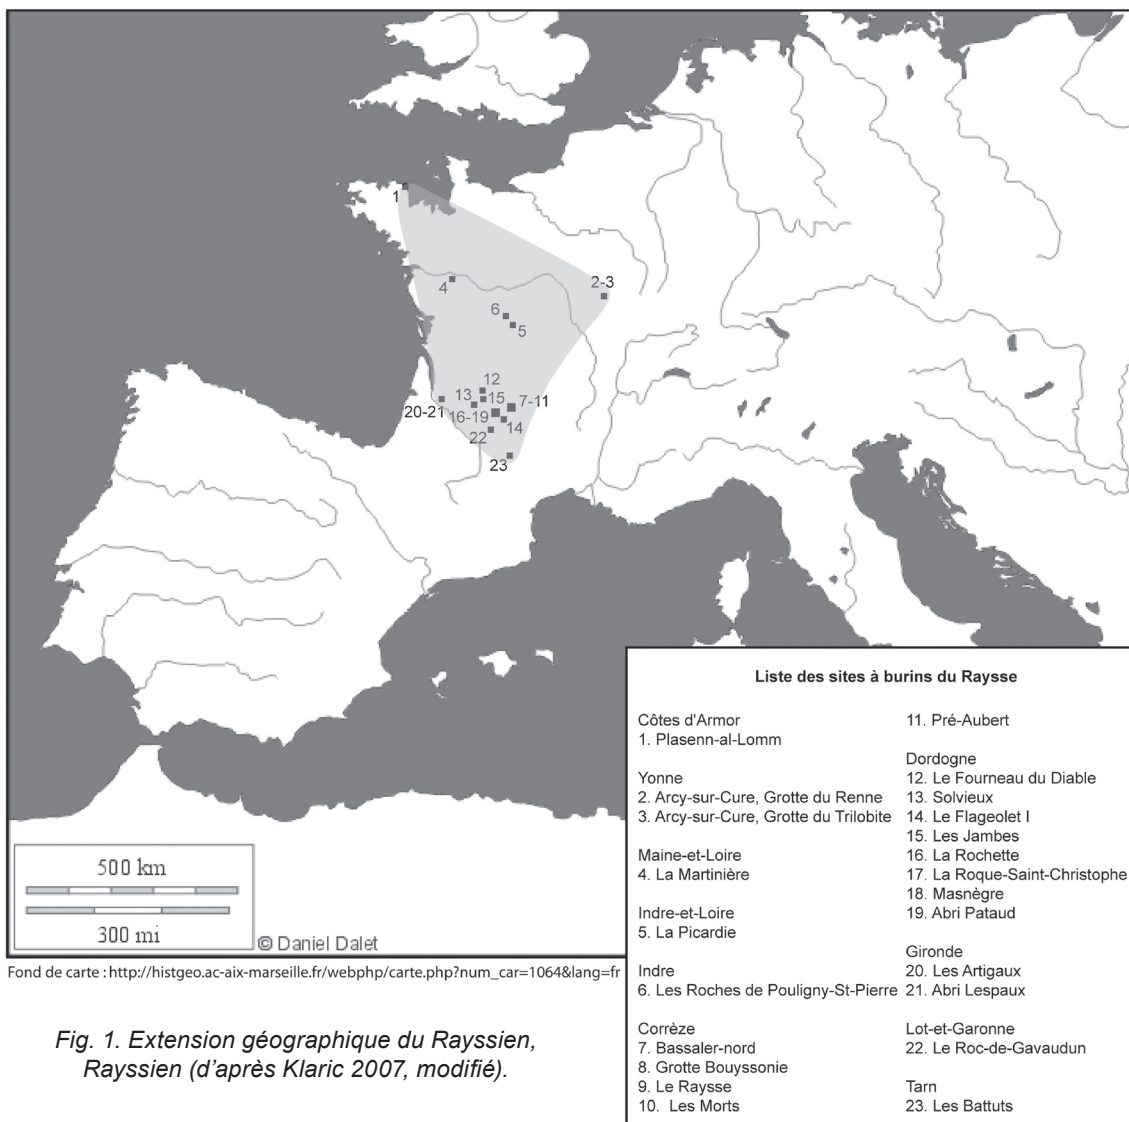 1
4
2-3
6
5
12
13
15
7-11
20-21
16-19
14
22
23
500 km
300 mi
© Daniel Dalet
Fond de carte : http://histgeo.ac-aix-marseille.fr/webphp/carte.php?num_car=1064&lang=fr
Fig. 1. Extension géographique du Rayssien,
Rayssien (d’après Klaric 2007, modifié).
Liste des sites à burins du Raysse
Côtes d'Armor
1. Plasenn-al-Lomm
Yonne
2. Arcy-sur-Cure, Grotte du Renne
3. Arcy-sur-Cure, Grotte du Trilobite
Maine-et-Loire
4. La Martinière
Indre-et-Loire
5. La Picardie
Indre
6. Les Roches de Pouligny-St-Pierre
Corrèze
7. Bassaler-nord
8. Grotte Bouyssonie
9. Le Raysse
10. Les Morts
11. Pré-Aubert
Dordogne
12. Le Fourneau du Diable
13. Solvieux
14. Le Flageolet I
15. Les Jambes
16. La Rochette
17. La Roque-Saint-Christophe
18. Masnègre
19. Abri Pataud
Gironde
20. Les Artigaux
21. Abri Lespaux
Lot-et-Garonne
22. Le Roc-de-Gavaudun
Tarn
23. Les Battuts